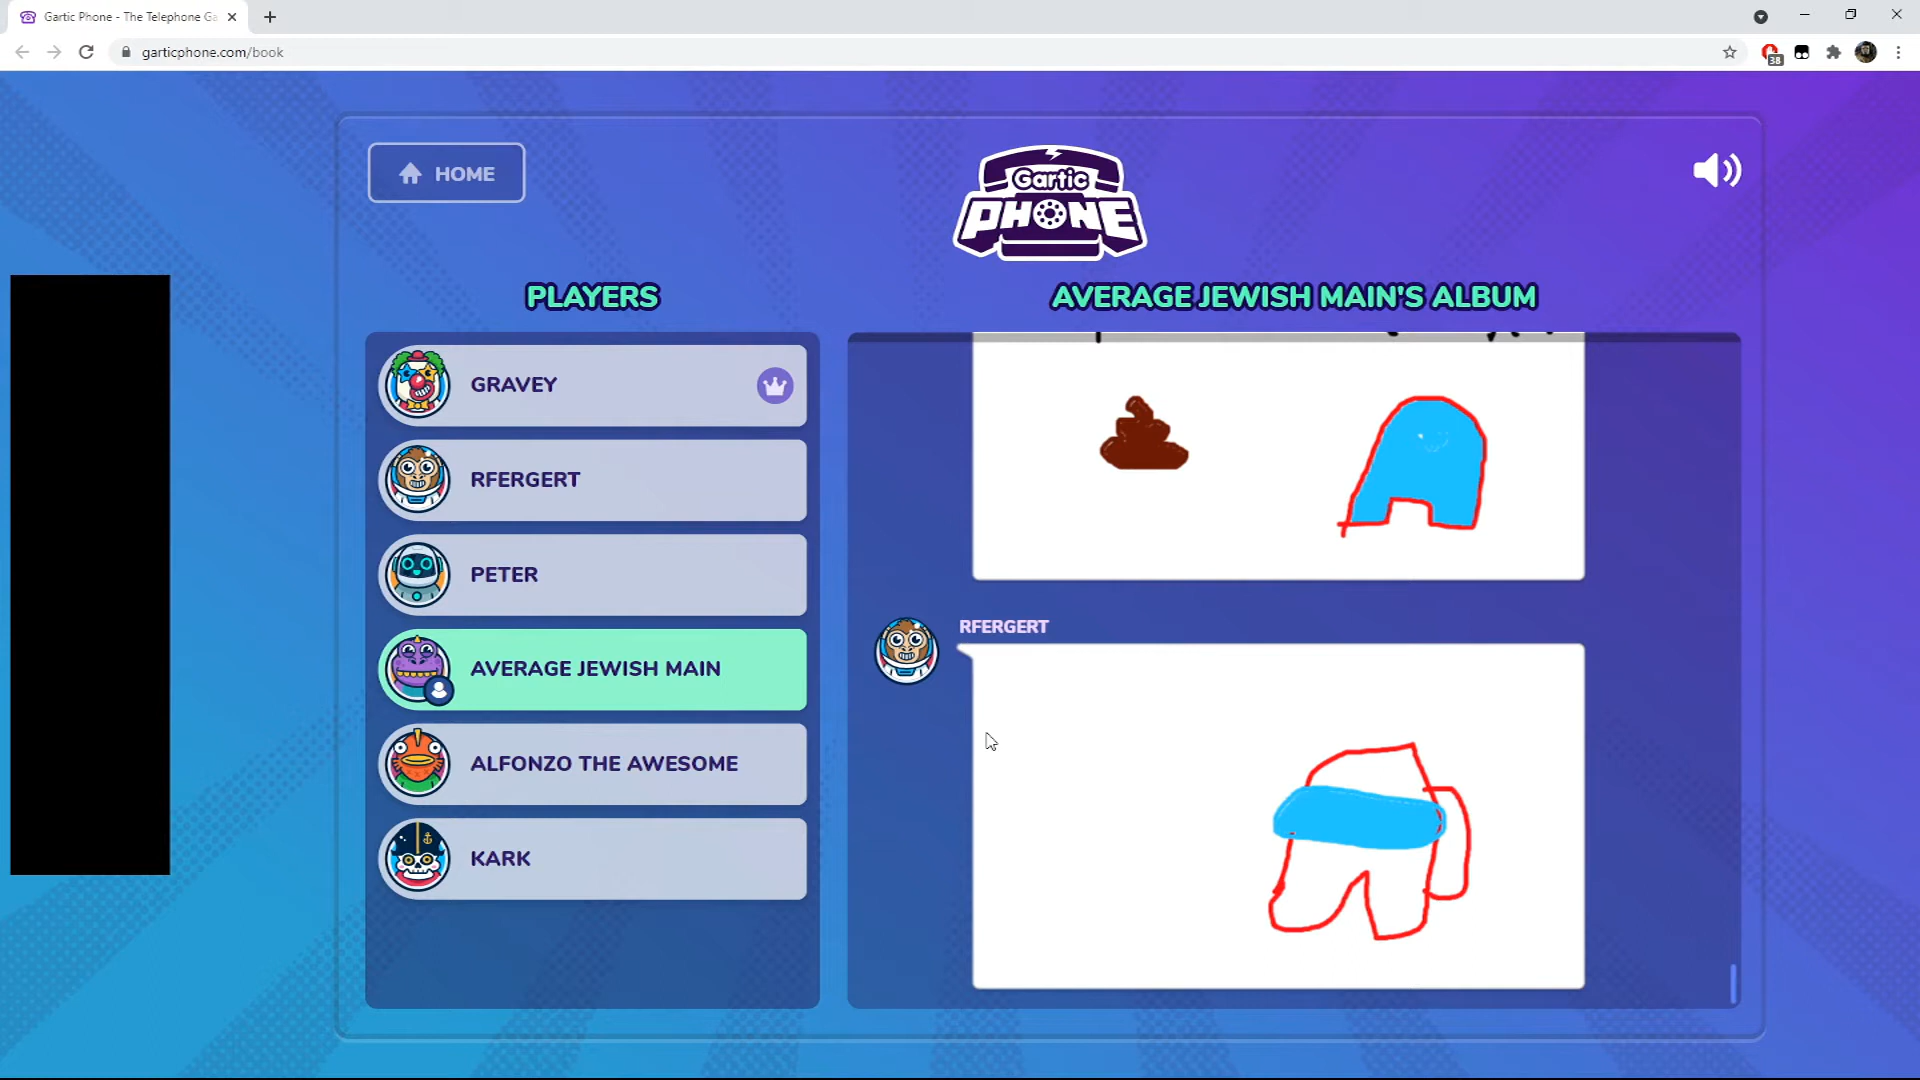 Gartic Phone - The Telephone Ga
garticphone.com/book
38
HOME
Gartic
PHONE
PLAYERS
AVERAGE JEWISH MAIN'S ALBUM
GRAVEY
RFERGERT
PETER
AVERAGE JEWISH MAIN
ALFONZO THE AWESOME
KARK
RFERGERT